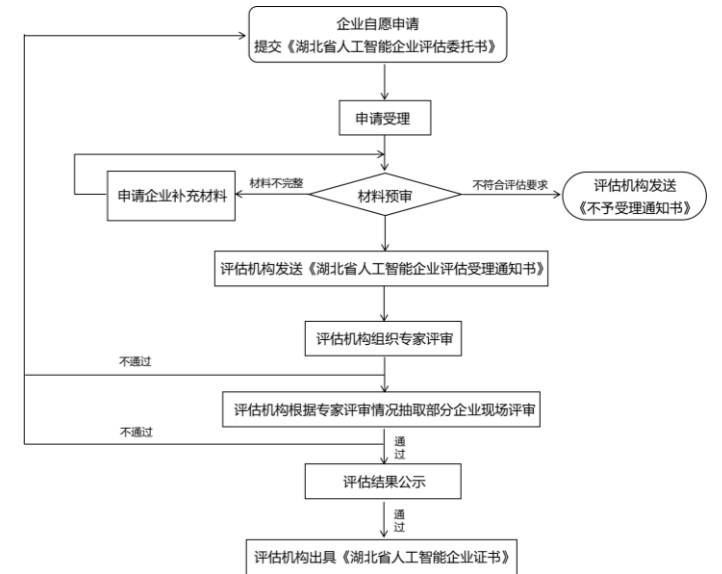 企业自愿申请
提交《湖北省人工智能企业评估委托书》
申请受理
材料不完整
不符合评估要求
申请企业补充材料
材料预审
评估机构发送
《不予受理通知书》
评估机构发送《湖北省人工智能企业评估受理通知书》
评估机构组织专家评审
不通过
评估机构根据专家评审情况抽取部分企业现场评审
不通过
通
过
评估结果公示
通
过
评估机构出具《湖北省人工智能企业证书》